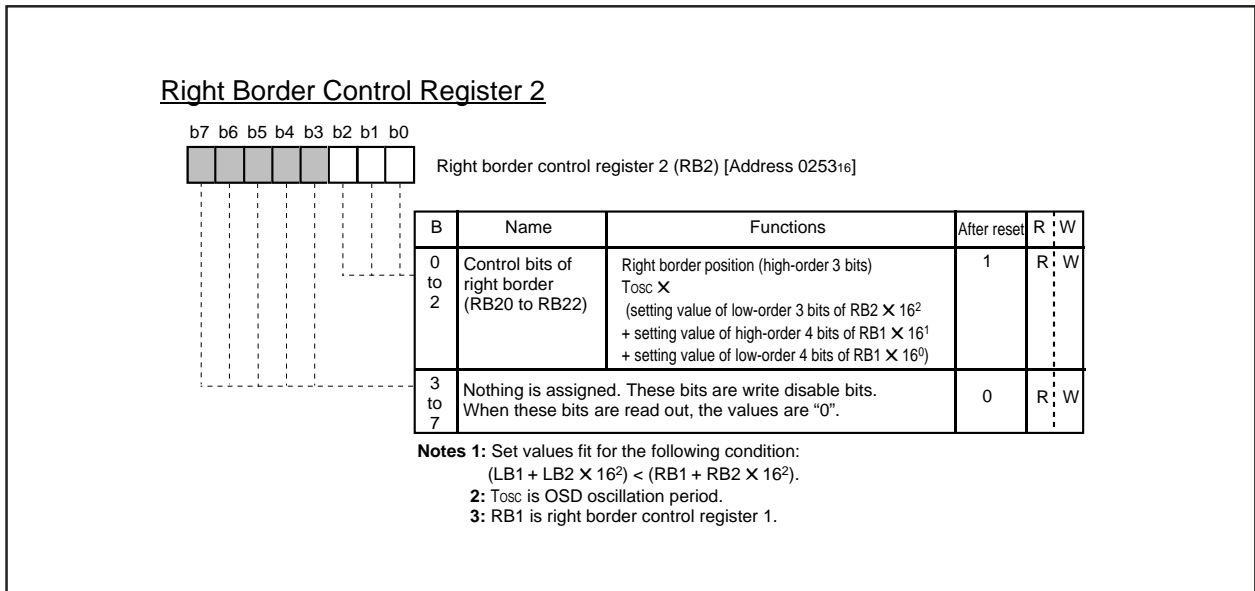 Right Border Control Register 2
b7 b6 b5 b4 b3 b2 b1 b0
Right border control register 2 (RB2) [Address 0253₁₆]
B Name Functions After reset R W
0 to 2 Control bits of right border (RB20 to RB22) Right border position (high-order 3 bits) 1 R W
Tosc ✕
(setting value of low-order 3 bits of RB2 ✕ 16²
+ setting value of high-order 4 bits of RB1 ✕ 16¹
+ setting value of low-order 4 bits of RB1 ✕ 16⁰)
3 to 7 Nothing is assigned. These bits are write disable bits. 0 R W
When these bits are read out, the values are “0”.
Notes 1: Set values fit for the following condition:
(LB1 + LB2 ✕ 16²) < (RB1 + RB2 ✕ 16²).
2: Tosc is OSD oscillation period.
3: RB1 is right border control register 1.